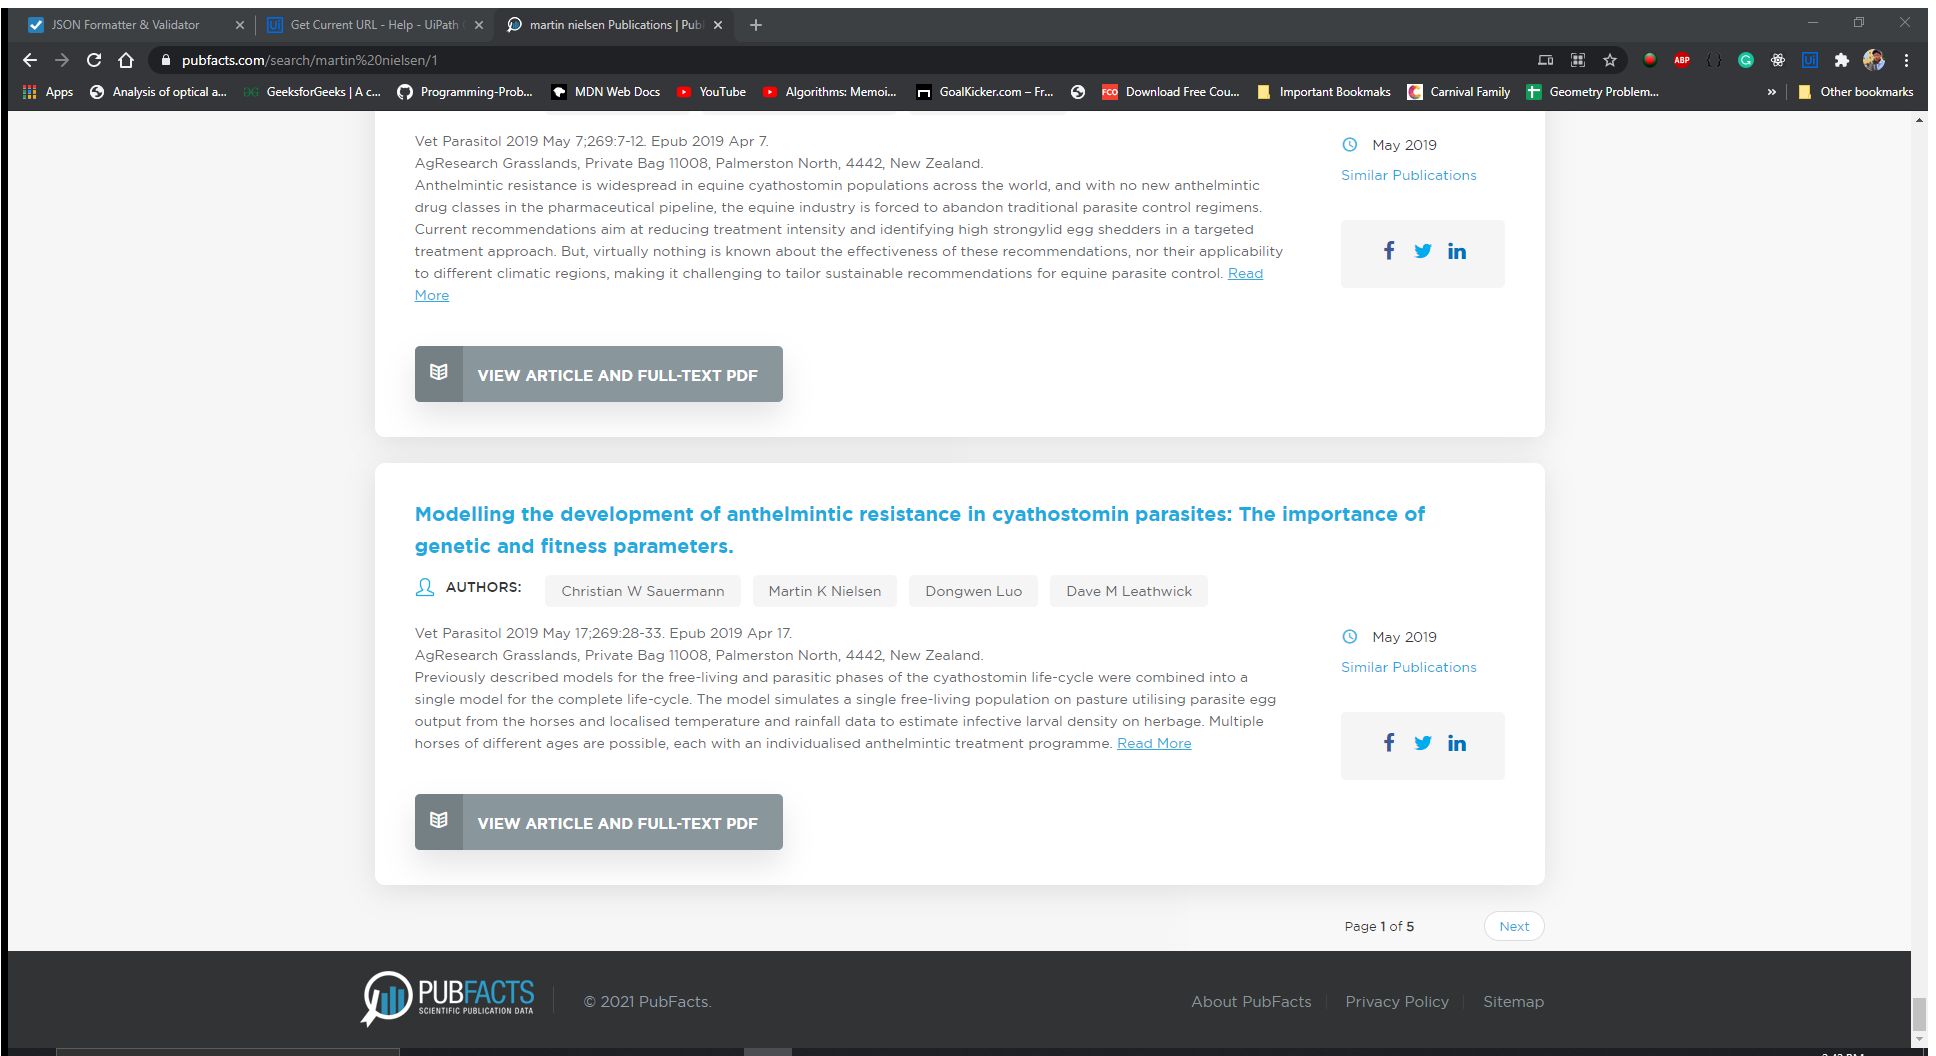 JSON Formatter & Validator
Get Current URL - Help - UiPath
martin nielsen Publications | Pub
pubfacts.com/search/martin%20nielsen/1
ABP
Ui
Apps
Analysis of optical a...
GeeksforGeeks | A c...
Programming-Prob...
MDN Web Docs
YouTube
Algorithms: Memoi...
GoalKicker.com – Fr...
FCO
Download Free Cou...
Important Bookmaks
Carnival Family
Geometry Problem...
»
Other bookmarks
Vet Parasitol 2019 May 7;269:7-12. Epub 2019 Apr 7.
AgResearch Grasslands, Private Bag 11008, Palmerston North, 4442, New Zealand.
Anthelmintic resistance is widespread in equine cyathostomin populations across the world, and with no new anthelmintic
drug classes in the pharmaceutical pipeline, the equine industry is forced to abandon traditional parasite control regimens.
Current recommendations aim at reducing treatment intensity and identifying high strongylid egg shedders in a targeted
treatment approach. But, virtually nothing is known about the effectiveness of these recommendations, nor their applicability
to different climatic regions, making it challenging to tailor sustainable recommendations for equine parasite control. Read
More
May 2019
Similar Publications
VIEW ARTICLE AND FULL-TEXT PDF
Modelling the development of anthelmintic resistance in cyathostomin parasites: The importance of
genetic and fitness parameters.
AUTHORS: Christian W Sauermann Martin K Nielsen Dongwen Luo Dave M Leathwick
Vet Parasitol 2019 May 17;269:28-33. Epub 2019 Apr 17.
AgResearch Grasslands, Private Bag 11008, Palmerston North, 4442, New Zealand.
Previously described models for the free-living and parasitic phases of the cyathostomin life-cycle were combined into a
single model for the complete life-cycle. The model simulates a single free-living population on pasture utilising parasite egg
output from the horses and localised temperature and rainfall data to estimate infective larval density on herbage. Multiple
horses of different ages are possible, each with an individualised anthelmintic treatment programme. Read More
May 2019
Similar Publications
VIEW ARTICLE AND FULL-TEXT PDF
Page 1 of 5
Next
PUBFACTS
SCIENTIFIC PUBLICATION DATA
© 2021 PubFacts.
About PubFacts
Privacy Policy
Sitemap